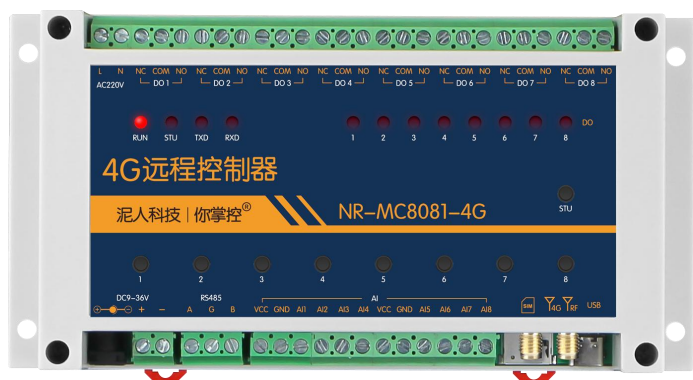 L N NC COM NO NC COM NO NC COM NO NC COM NO NC COM NO NC COM NO NC COM NO NC COM NO
AC220V DO 1 DO 2 DO 3 DO 4 DO 5 DO 6 DO 7 DO 8
DO
RUN STU TXD RXD 1 2 3 4 5 6 7 8
4G远程控制器
泥人科技 | 你掌控®
NR-MC8081-4G
STU
1 2 3 4 5 6 7 8
DC9-36V RS485 AI
+ - A G B VCC GND AI1 AI2 AI3 AI4 VCC GND AI5 AI6 AI7 AI8 SIM 4G RF USB